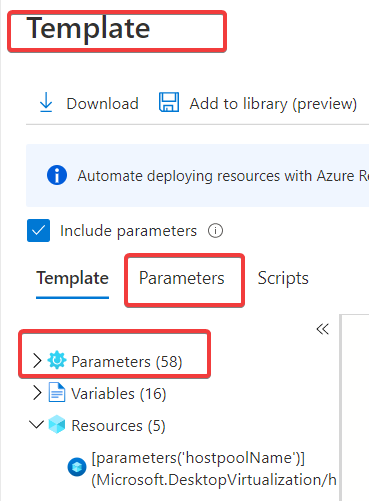 Template
Download Add to library (preview)
Automate deploying resources with Azure Re
Include parameters
Template Parameters Scripts
Parameters (58)
Variables (16)
Resources (5)
[parameters('hostpoolName')]
(Microsoft.DesktopVirtualization/h